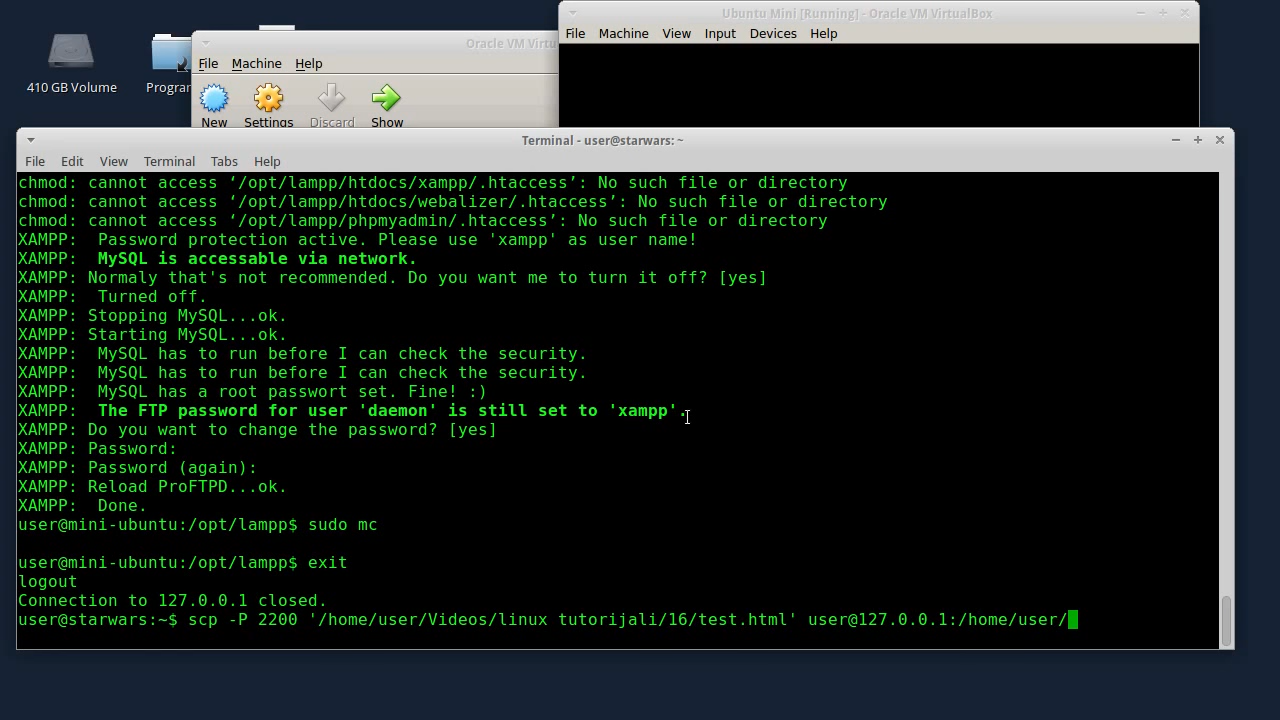 Ubuntu Mini [Running] - Oracle VM VirtualBox
File Machine View Input Devices Help
Oracle VM Virtu
File Machine Help
410 GB Volume
New Settings Discard Show
Terminal - user@starwars: ~
File Edit View Terminal Tabs Help
chmod: cannot access ‘/opt/lampp/htdocs/xampp/.htaccess’: No such file or directory
chmod: cannot access ‘/opt/lampp/htdocs/webalizer/.htaccess’: No such file or directory
chmod: cannot access ‘/opt/lampp/phpmyadmin/.htaccess’: No such file or directory
XAMPP:  Password protection active. Please use 'xampp' as user name!
XAMPP:  MySQL is accessable via network.
XAMPP: Normaly that's not recommended. Do you want me to turn it off? [yes]
XAMPP:  Turned off.
XAMPP: Stopping MySQL...ok.
XAMPP: Starting MySQL...ok.
XAMPP:  MySQL has to run before I can check the security.
XAMPP:  MySQL has to run before I can check the security.
XAMPP:  MySQL has a root passwort set. Fine! :)
XAMPP:  The FTP password for user 'daemon' is still set to 'xampp'.
XAMPP: Do you want to change the password? [yes]
XAMPP: Password:
XAMPP: Password (again):
XAMPP: Reload ProFTPD...ok.
XAMPP:  Done.
user@mini-ubuntu:/opt/lampp$ sudo mc
user@mini-ubuntu:/opt/lampp$ exit
logout
Connection to 127.0.0.1 closed.
user@starwars:~$ scp -P 2200 '/home/user/Videos/linux tutorijali/16/test.html' user@127.0.0.1:/home/user/